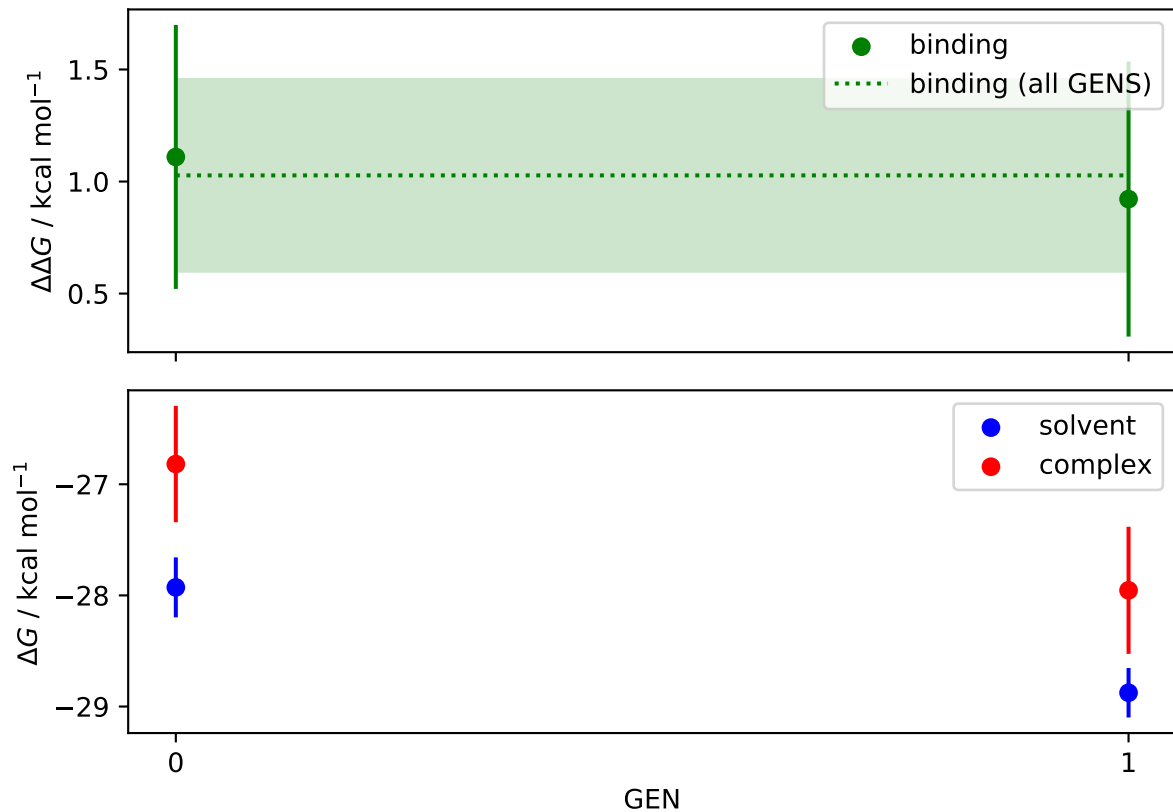 binding
binding (all GENS)
1.5
1.0
0.5
ΔΔG / kcal mol⁻¹
solvent
complex
−27
−28
−29
ΔG / kcal mol⁻¹
0 1
GEN